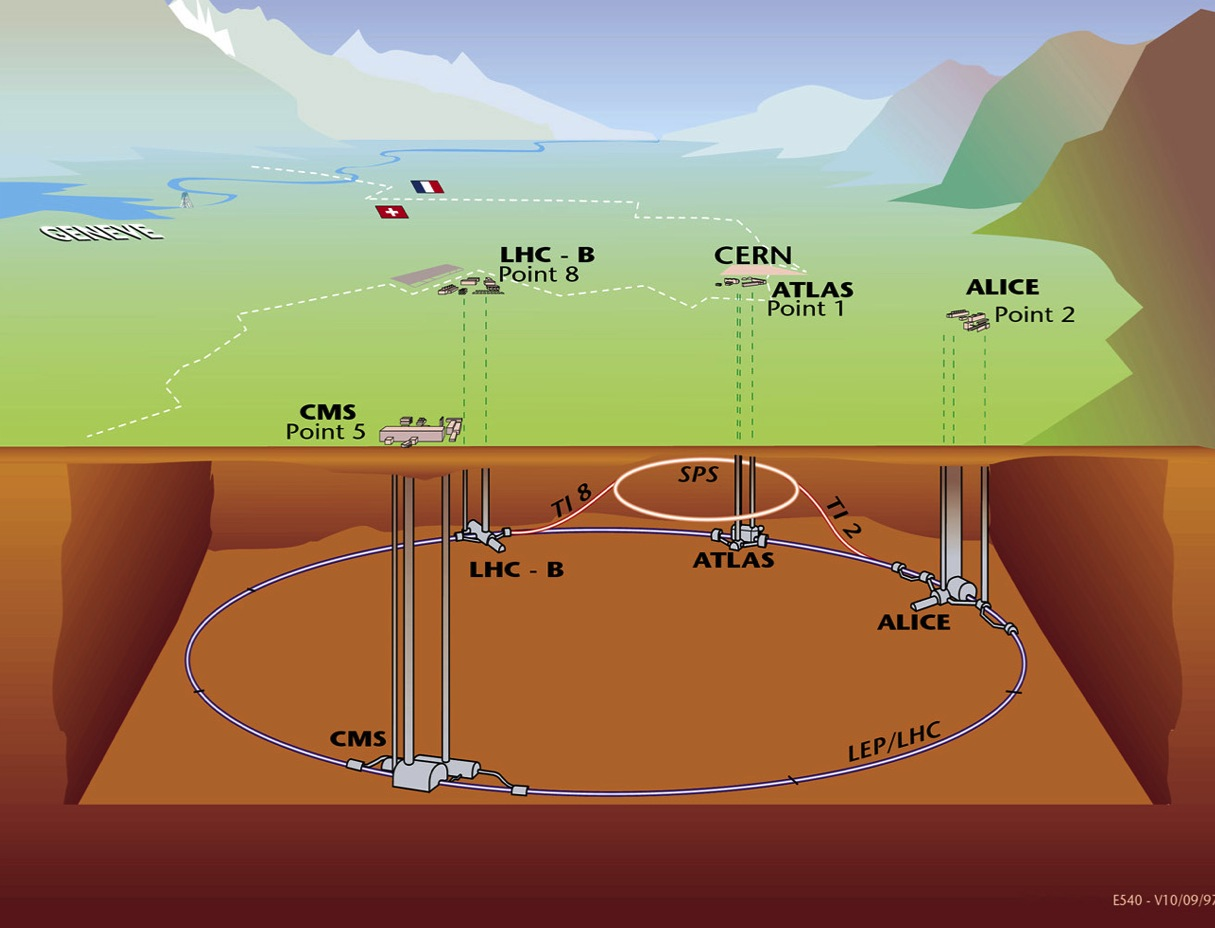 GENEVE
LHC - B
Point 8
CERN
ATLAS
Point 1
ALICE
Point 2
CMS
Point 5
SPS
TI 8
TI 2
LHC - B
ATLAS
ALICE
CMS
LEP/LHC
E540 - V10/09/97